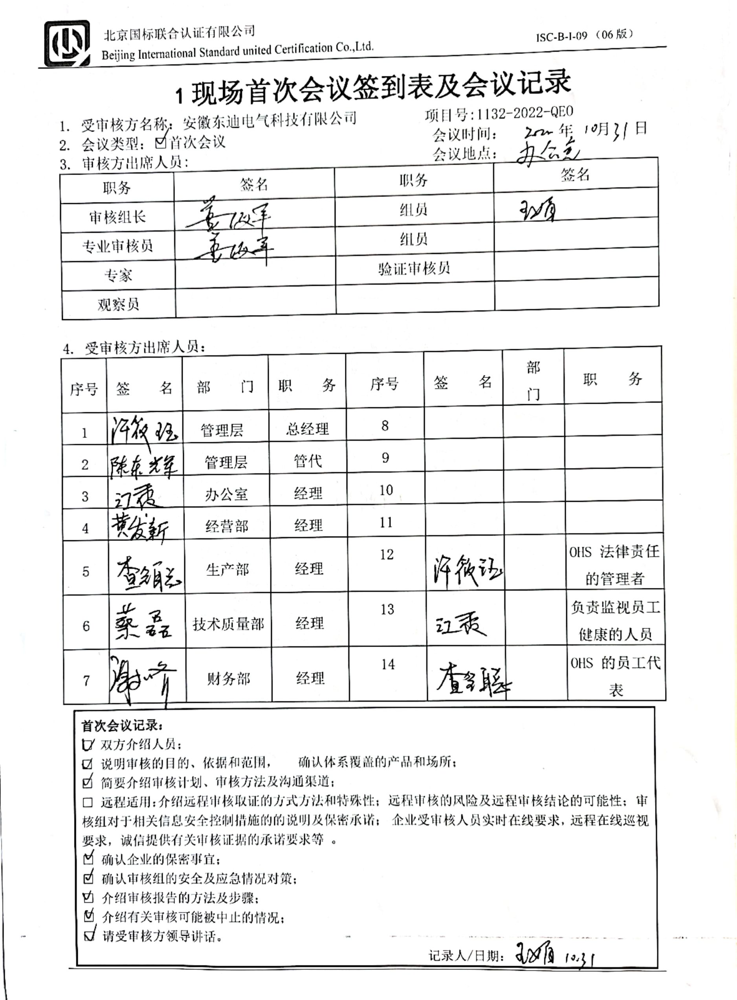 北京国标联合认证有限公司
ISC-B-I-09（06版）
Beijing International Standard united Certification Co.,Ltd.
1现场首次会议签到表及会议记录
1. 受审核方名称：安徽东迪电气科技有限公司 项目号:1132-2022-QEO
2. 会议类型：☑首次会议 会议时间： 2022年 10月31日
3. 审核方出席人员： 会议地点： 办公室
职务 签名 职务 签名
审核组长 组员
专业审核员 组员
专家 验证审核员
观察员
4. 受审核方出席人员：
序号 签 名 部 门 职 务 序号 签 名 部门 职 务
1 管理层 总经理 8
2 陈东光辉 管理层 管代 9
3 江霞 办公室 经理 10
4 黄发新 经营部 经理 11
5 生产部 经理 12 OHS 法律责任
的管理者
6 蔡磊 技术质量部 经理 13 江霞 负责监视员工
健康的人员
7 财务部 经理 14 OHS 的员工代
表
首次会议记录：
☑ 双方介绍人员；
☑ 说明审核的目的、依据和范围， 确认体系覆盖的产品和场所；
☑ 简要介绍审核计划、审核方法及沟通渠道；
□ 远程适用：介绍远程审核取证的方式方法和特殊性；远程审核的风险及远程审核结论的可能性；审
核组对于相关信息安全控制措施的的说明及保密承诺； 企业受审核人员实时在线要求，远程在线巡视
要求，诚信提供有关审核证据的承诺要求等 。
☑ 确认企业的保密事宜；
☑ 确认审核组的安全及应急情况对策；
☑ 介绍审核报告的方法及步骤；
☑ 介绍有关审核可能被中止的情况；
☑ 请受审核方领导讲话。
记录人/日期： 10.31